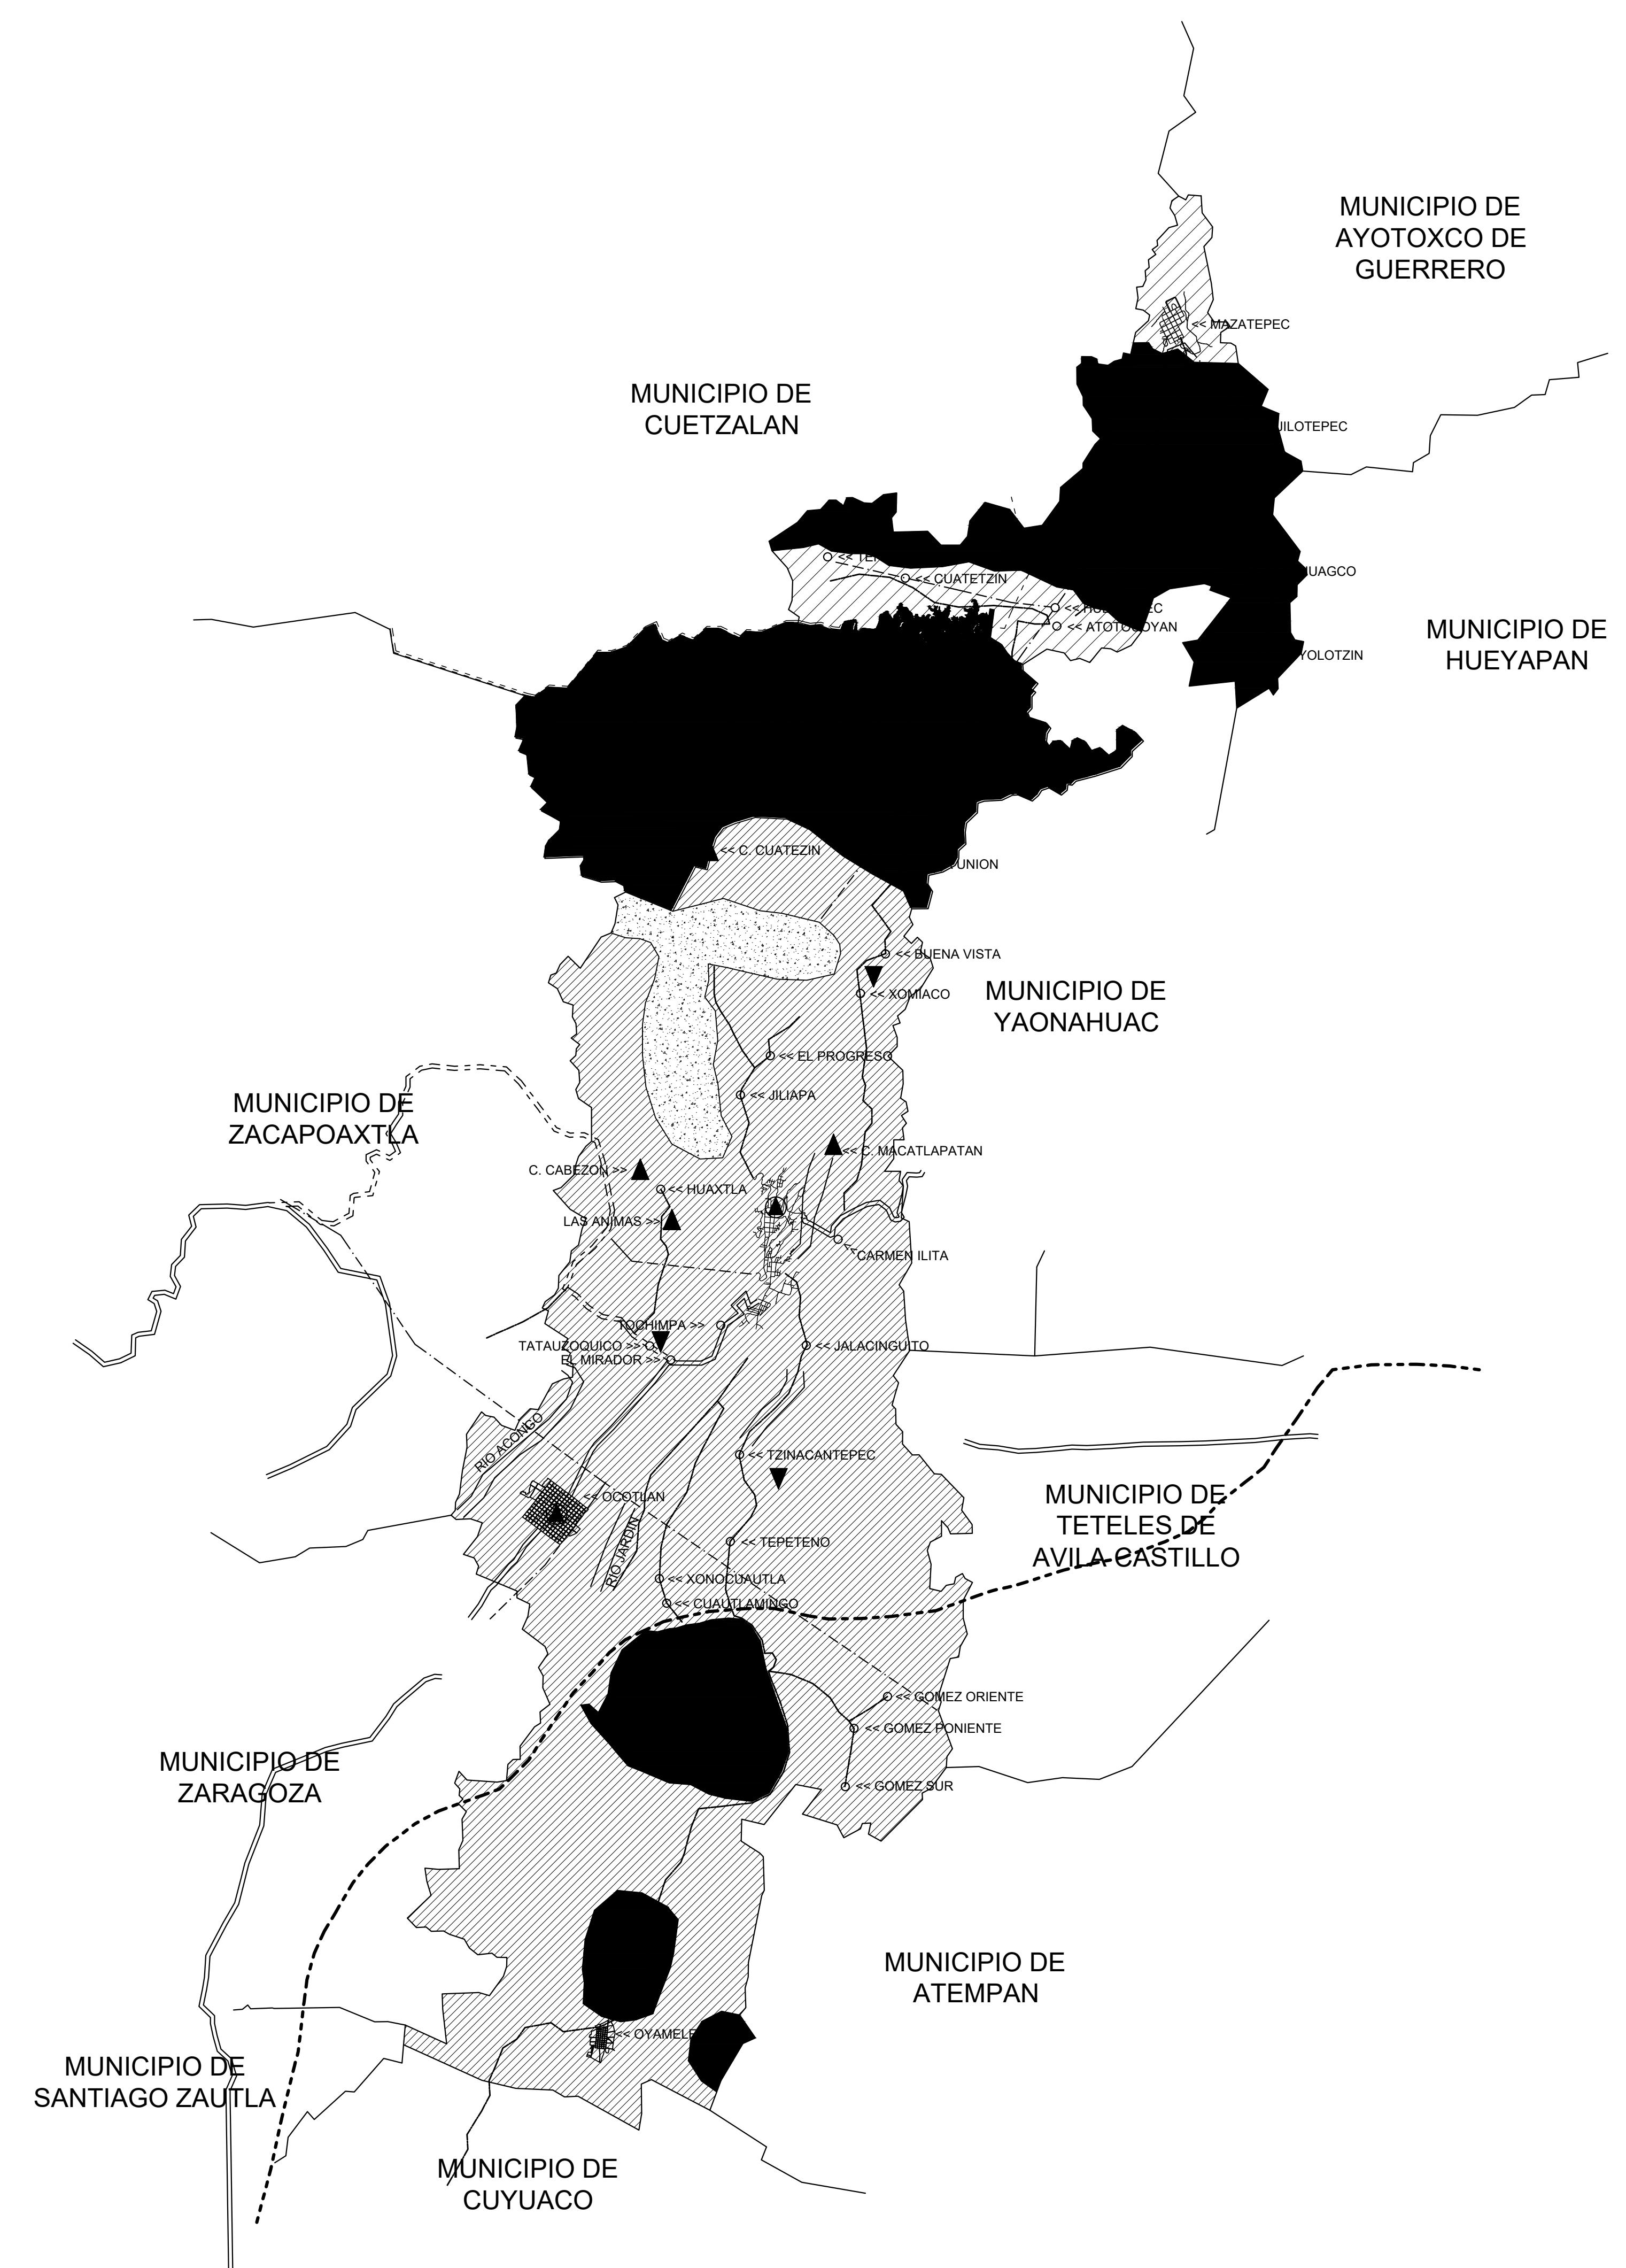 MUNICIPIO DE
AYOTOXCO DE
GUERRERO
<< MAZATEPEC
MUNICIPIO DE
CUETZALAN
<<
<< CUATETZIN
<<
<< ATOTOCOYAN
MUNICIPIO DE
HUEYAPAN
<< C. CUATEZIN
UNION
<< BUENA VISTA
<< XOMIACO
MUNICIPIO DE
YAONAHUAC
<< EL PROGRESO
<< JILIAPA
MUNICIPIO DE
ZACAPOAXTLA
<< C. MACATLAPATAN
C. CABEZON >>
<< HUAXTLA
LAS ANIMAS >>
<< CARMEN ILITA
TOCHIMPA >>
TATAUZOQUICO >>
<< JALACINGUITO
EL MIRADOR >>
RIO ACONGO
<< TZINACANTEPEC
<< OCOTLAN
MUNICIPIO DE
TETELES DE
AVILA CASTILLO
<< TEPETENO
RIO JARDIN
<< XONOCUAUTLA
<< CUAUTLAMINGO
<< GOMEZ ORIENTE
<< GOMEZ PONIENTE
MUNICIPIO DE
ZARAGOZA
<< GOMEZ SUR
MUNICIPIO DE
ATEMPAN
<<
MUNICIPIO DE
SANTIAGO ZAUTLA
MUNICIPIO DE
CUYUACO